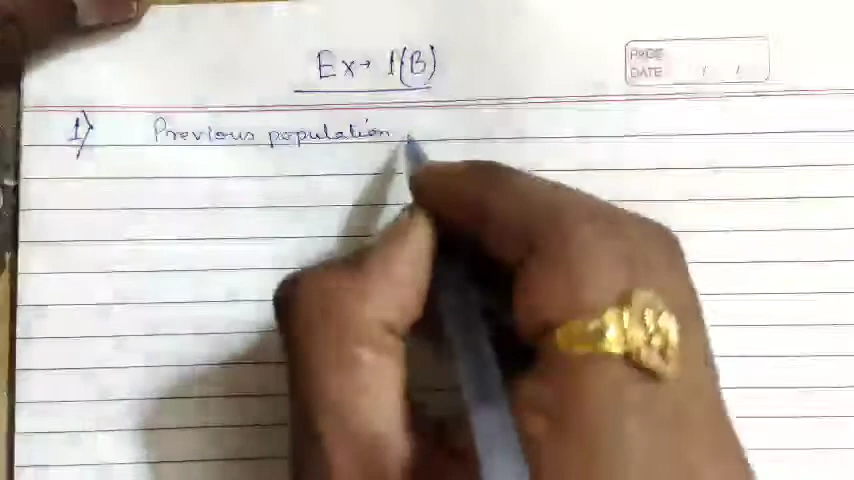 Ex→ 1(B)
PAGE
DATE / /
1) Previous population